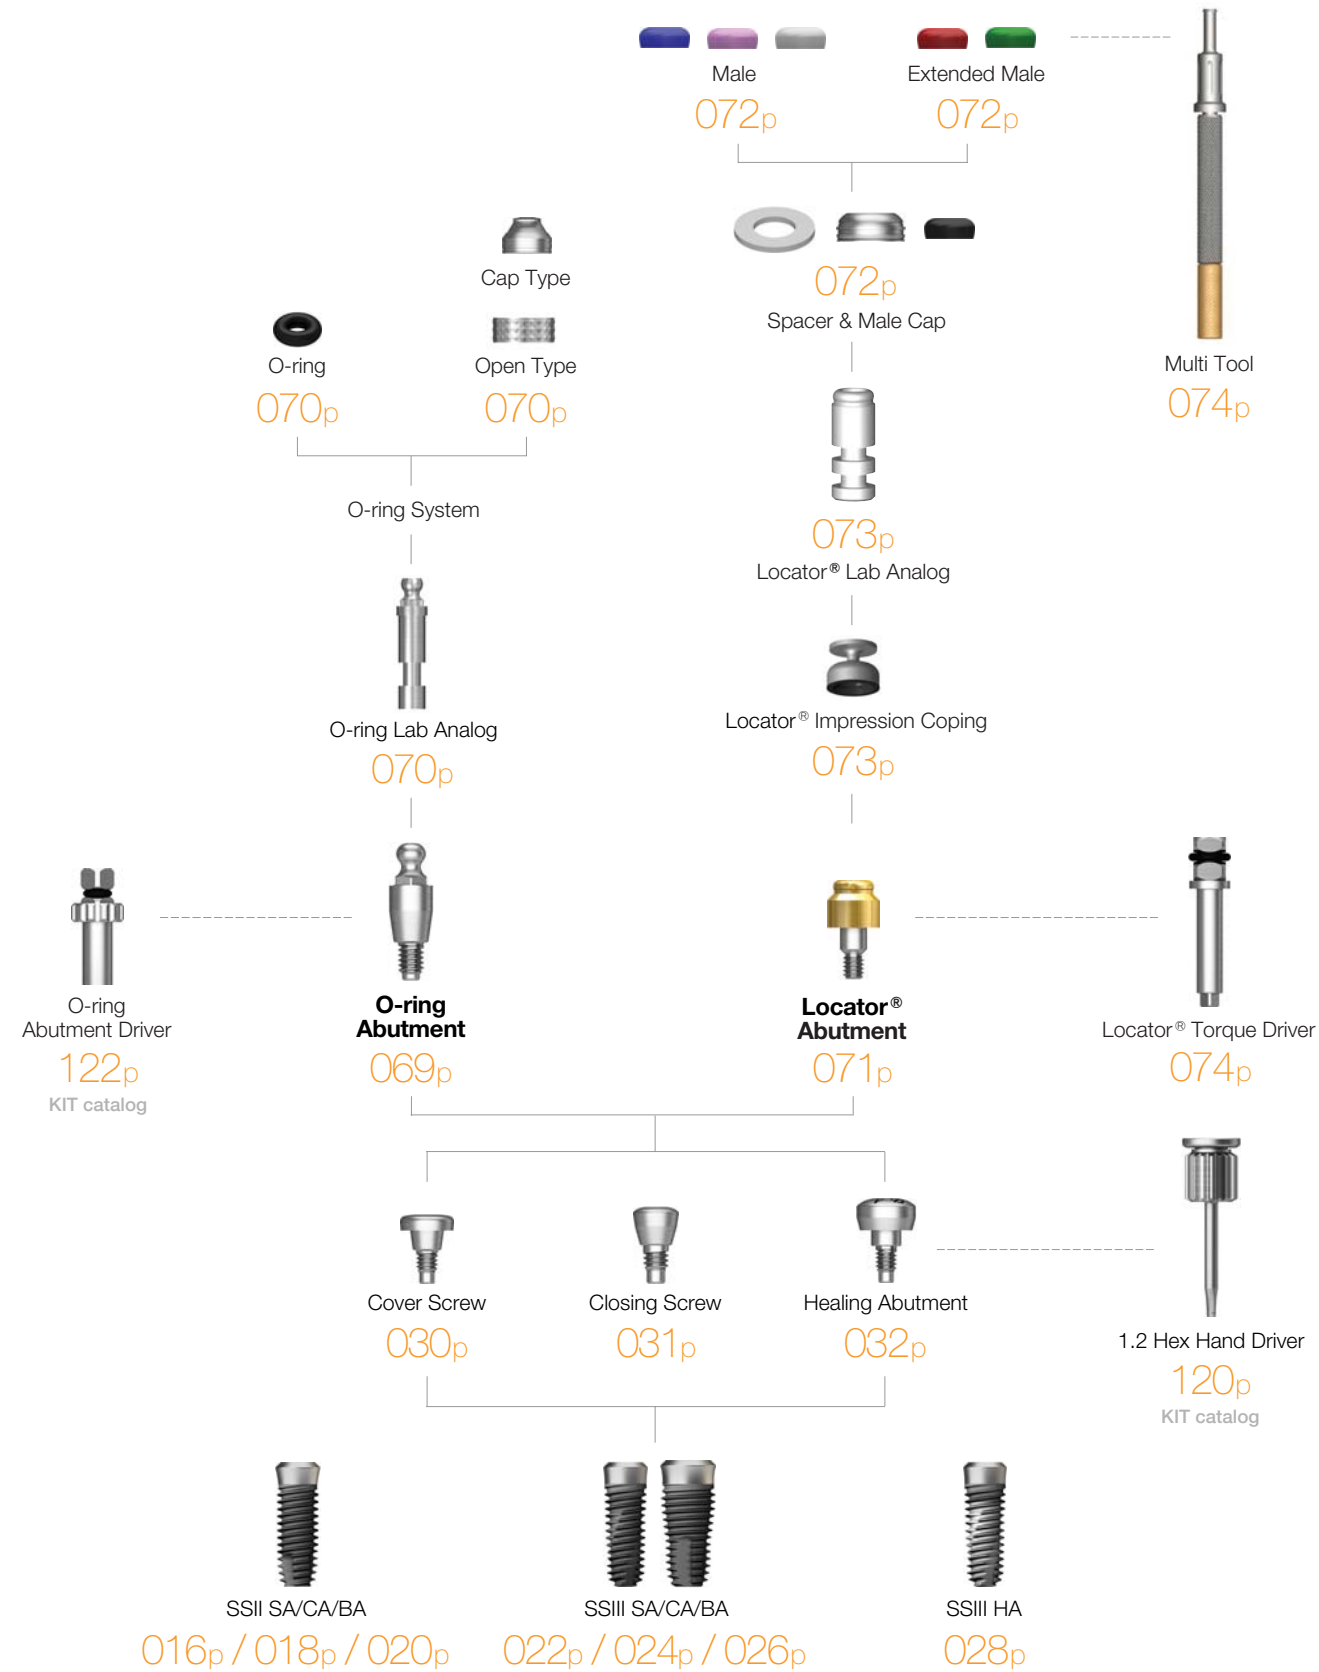 Male
072p
Extended Male
072p
072p
Spacer & Male Cap
Cap Type
O-ring
070p
Open Type
070p
Multi Tool
074p
O-ring System
073p
Locator® Lab Analog
O-ring Lab Analog
070p
Locator® Impression Coping
073p
O-ring
Abutment Driver
122p
KIT catalog
O-ring
Abutment
069p
Locator®
Abutment
071p
Locator® Torque Driver
074p
Cover Screw
030p
Closing Screw
031p
Healing Abutment
032p
1.2 Hex Hand Driver
120p
KIT catalog
SSII SA/CA/BA
016p / 018p / 020p
SSIII SA/CA/BA
022p / 024p / 026p
SSIII HA
028p